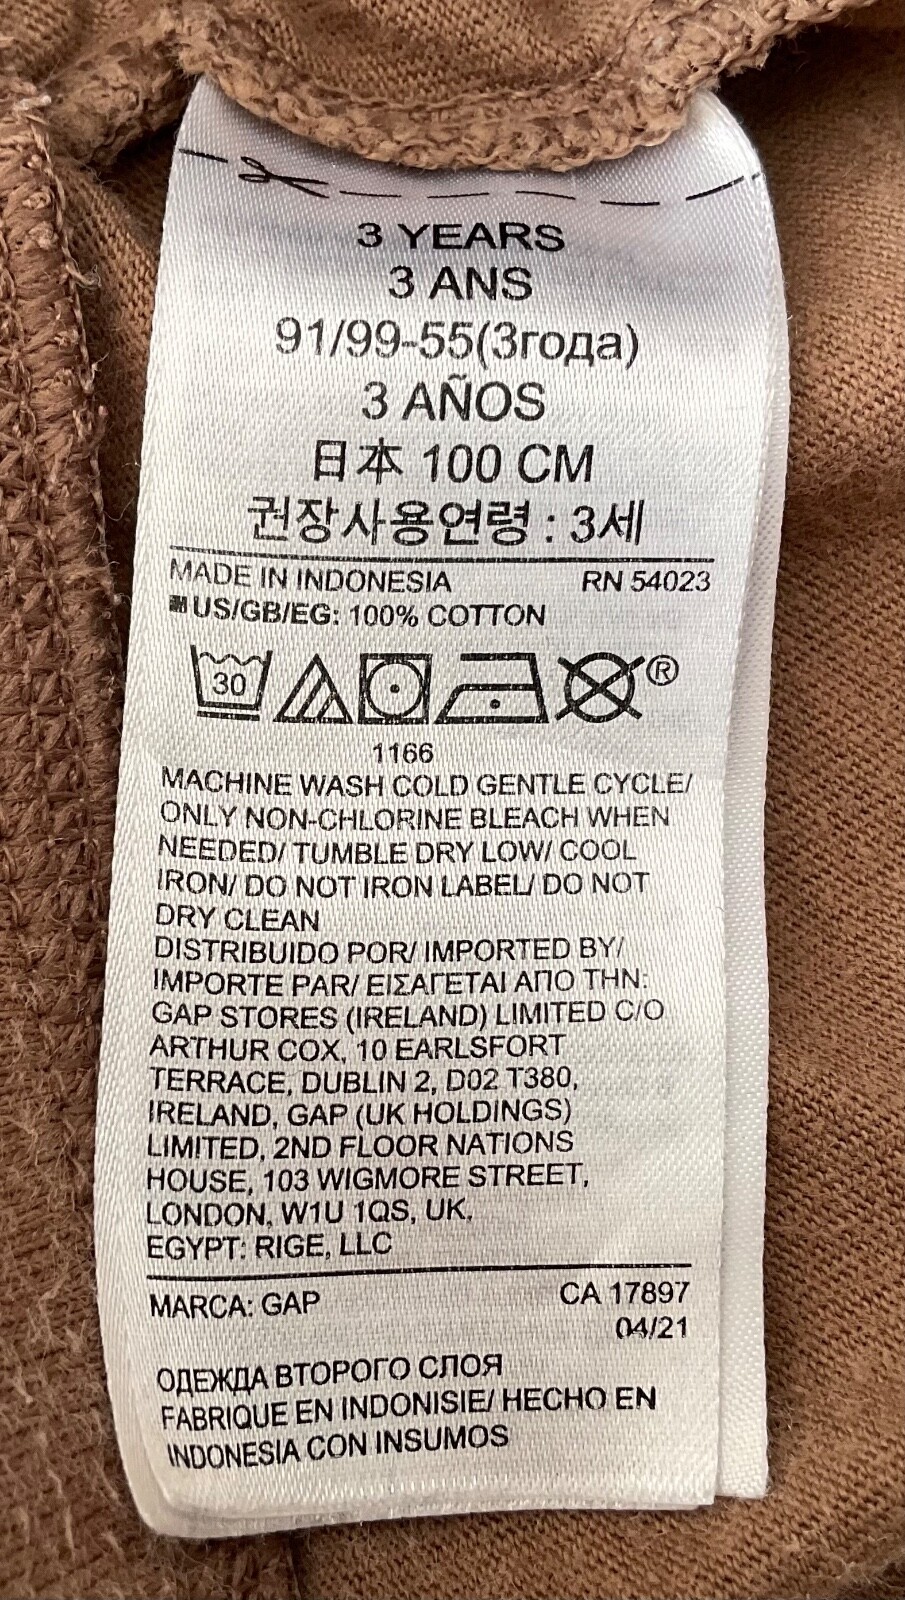 3 YEARS
3 ANS
91/99-55(3года)
3 AÑOS
日本 100 CM
권장사용연령 : 3세
MADE IN INDONESIA RN 54023
US/GB/EG: 100% COTTON
30 ®
1166
MACHINE WASH COLD GENTLE CYCLE/
ONLY NON-CHLORINE BLEACH WHEN
NEEDED/ TUMBLE DRY LOW/ COOL
IRON/ DO NOT IRON LABEL/ DO NOT
DRY CLEAN
DISTRIBUIDO POR/ IMPORTED BY/
IMPORTE PAR/ ΕΙΣΑΓΕΤΑΙ ΑΠΟ ΤΗΝ:
GAP STORES (IRELAND) LIMITED C/O
ARTHUR COX, 10 EARLSFORT
TERRACE, DUBLIN 2, D02 T380,
IRELAND, GAP (UK HOLDINGS)
LIMITED, 2ND FLOOR NATIONS
HOUSE, 103 WIGMORE STREET,
LONDON, W1U 1QS, UK,
EGYPT: RIGE, LLC
MARCA: GAP CA 17897
04/21
ОДЕЖДА ВТОРОГО СЛОЯ
FABRIQUE EN INDONISIE/ HECHO EN
INDONESIA CON INSUMOS